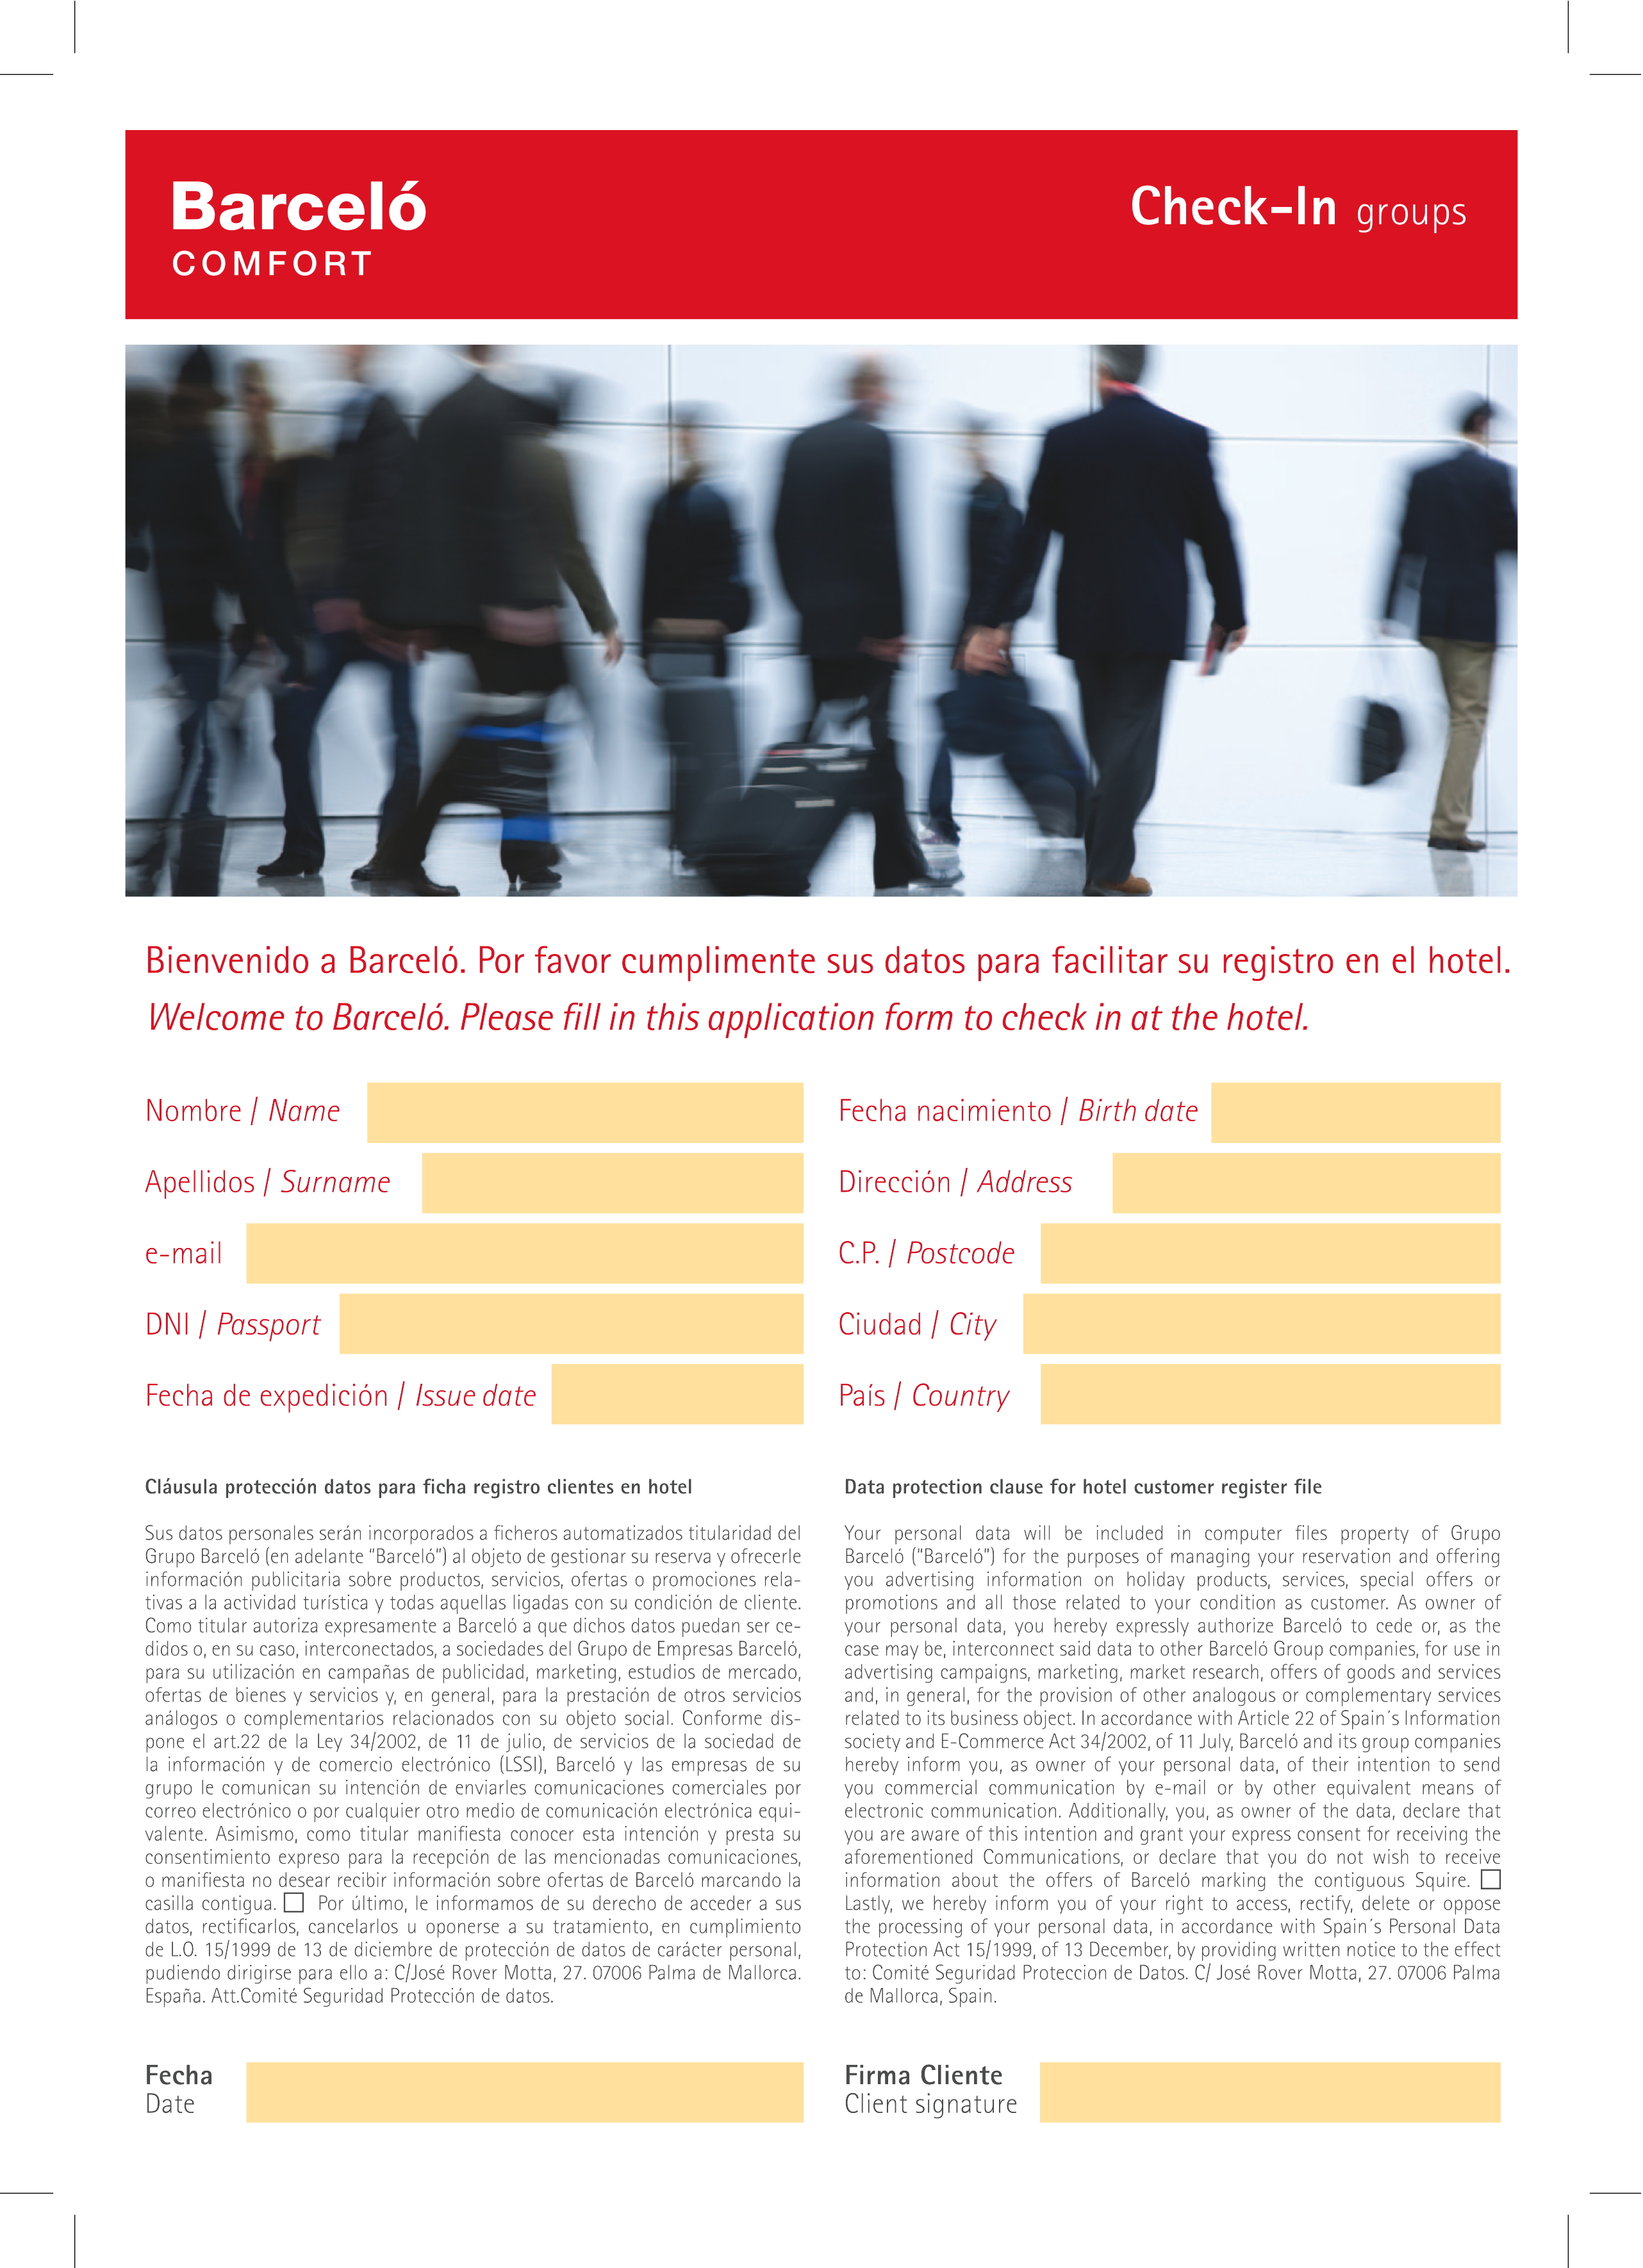 Barceló
COMFORT
Check-In groups
Bienvenido a Barceló. Por favor cumplimente sus datos para facilitar su registro en el hotel.
Welcome to Barceló. Please fill in this application form to check in at the hotel.
Nombre / Name
Apellidos / Surname
e-mail
DNI / Passport
Fecha de expedición / Issue date
Fecha nacimiento / Birth date
Dirección / Address
C.P. / Postcode
Ciudad / City
País / Country
Cláusula protección datos para ficha registro clientes en hotel
Sus datos personales serán incorporados a ficheros automatizados titularidad del
Grupo Barceló (en adelante “Barceló”) al objeto de gestionar su reserva y ofrecerle
información publicitaria sobre productos, servicios, ofertas o promociones rela-
tivas a la actividad turística y todas aquellas ligadas con su condición de cliente.
Como titular autoriza expresamente a Barceló a que dichos datos puedan ser ce-
didos o, en su caso, interconectados, a sociedades del Grupo de Empresas Barceló,
para su utilización en campañas de publicidad, marketing, estudios de mercado,
ofertas de bienes y servicios y, en general, para la prestación de otros servicios
análogos o complementarios relacionados con su objeto social. Conforme dis-
pone el art.22 de la Ley 34/2002, de 11 de julio, de servicios de la sociedad de
la información y de comercio electrónico (LSSI), Barceló y las empresas de su
grupo le comunican su intención de enviarles comunicaciones comerciales por
correo electrónico o por cualquier otro medio de comunicación electrónica equi-
valente. Asimismo, como titular manifiesta conocer esta intención y presta su
consentimiento expreso para la recepción de las mencionadas comunicaciones,
o manifiesta no desear recibir información sobre ofertas de Barceló marcando la
casilla contigua. Por último, le informamos de su derecho de acceder a sus
datos, rectificarlos, cancelarlos u oponerse a su tratamiento, en cumplimiento
de L.O. 15/1999 de 13 de diciembre de protección de datos de carácter personal,
pudiendo dirigirse para ello a: C/José Rover Motta, 27. 07006 Palma de Mallorca.
España. Att.Comité Seguridad Protección de datos.
Data protection clause for hotel customer register file
Your personal data will be included in computer files property of Grupo
Barceló (“Barceló”) for the purposes of managing your reservation and offering
you advertising information on holiday products, services, special offers or
promotions and all those related to your condition as customer. As owner of
your personal data, you hereby expressly authorize Barceló to cede or, as the
case may be, interconnect said data to other Barceló Group companies, for use in
advertising campaigns, marketing, market research, offers of goods and services
and, in general, for the provision of other analogous or complementary services
related to its business object. In accordance with Article 22 of Spain´s Information
society and E-Commerce Act 34/2002, of 11 July, Barceló and its group companies
hereby inform you, as owner of your personal data, of their intention to send
you commercial communication by e-mail or by other equivalent means of
electronic communication. Additionally, you, as owner of the data, declare that
you are aware of this intention and grant your express consent for receiving the
aforementioned Communications, or declare that you do not wish to receive
information about the offers of Barceló marking the contiguous Squire.
Lastly, we hereby inform you of your right to access, rectify, delete or oppose
the processing of your personal data, in accordance with Spain´s Personal Data
Protection Act 15/1999, of 13 December, by providing written notice to the effect
to: Comité Seguridad Proteccion de Datos. C/ José Rover Motta, 27. 07006 Palma
de Mallorca, Spain.
Fecha
Date
Firma Cliente
Client signature